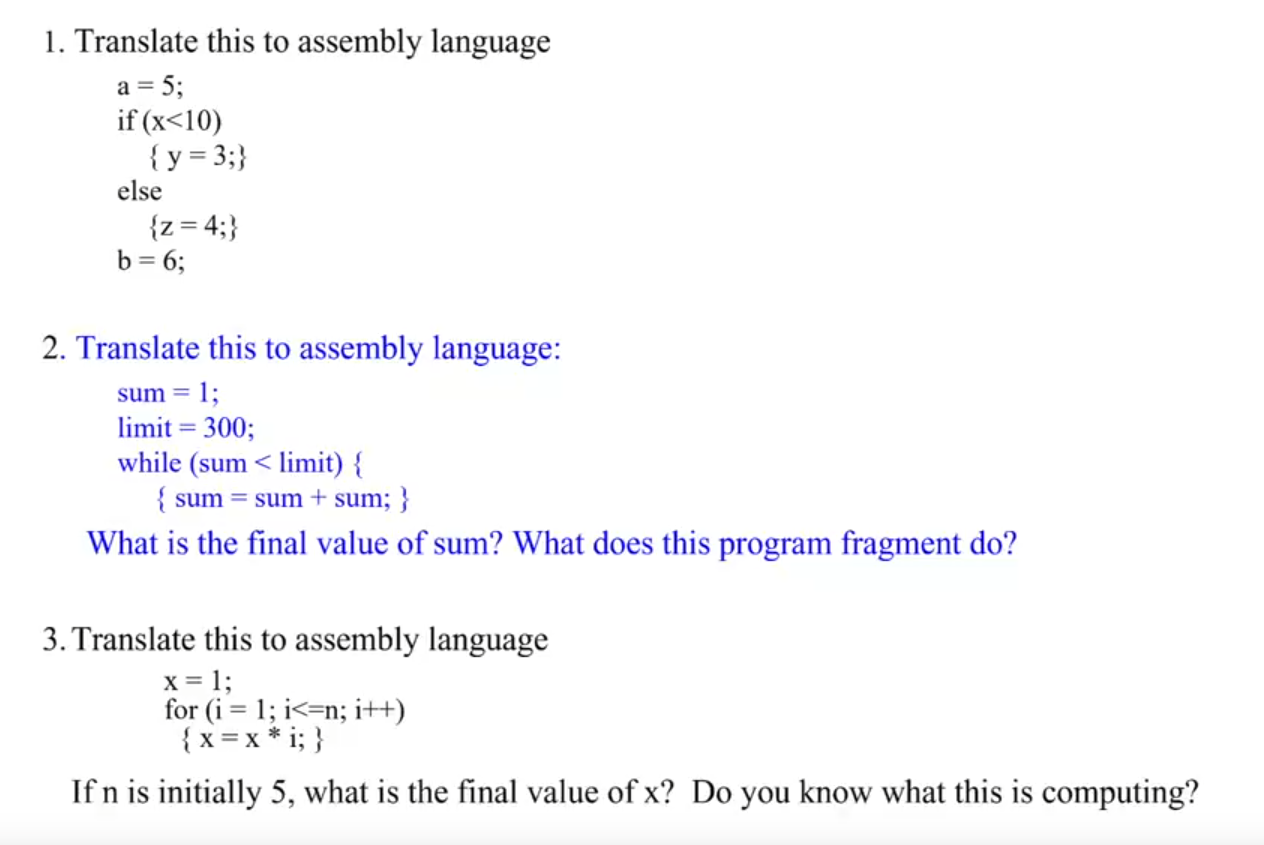 1. Translate this to assembly language
a = 5;
if (x<10)
{ y = 3;}
else
{z = 4;}
b = 6;
2. Translate this to assembly language:
sum = 1;
limit = 300;
while (sum < limit) {
{ sum = sum + sum; }
What is the final value of sum? What does this program fragment do?
3. Translate this to assembly language
x = 1;
for (i = 1; i<=n; i++)
{ x = x * i; }
If n is initially 5, what is the final value of x? Do you know what this is computing?